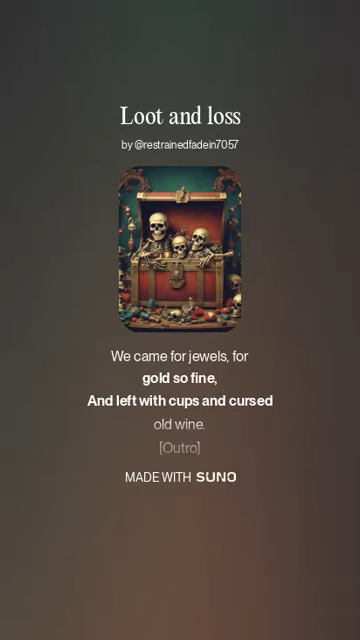 Loot and loss
by @restrainedfadein7057
We came for jewels, for
gold so fine,
And left with cups and cursed
old wine.
[Outro]
MADE WITH SUNO